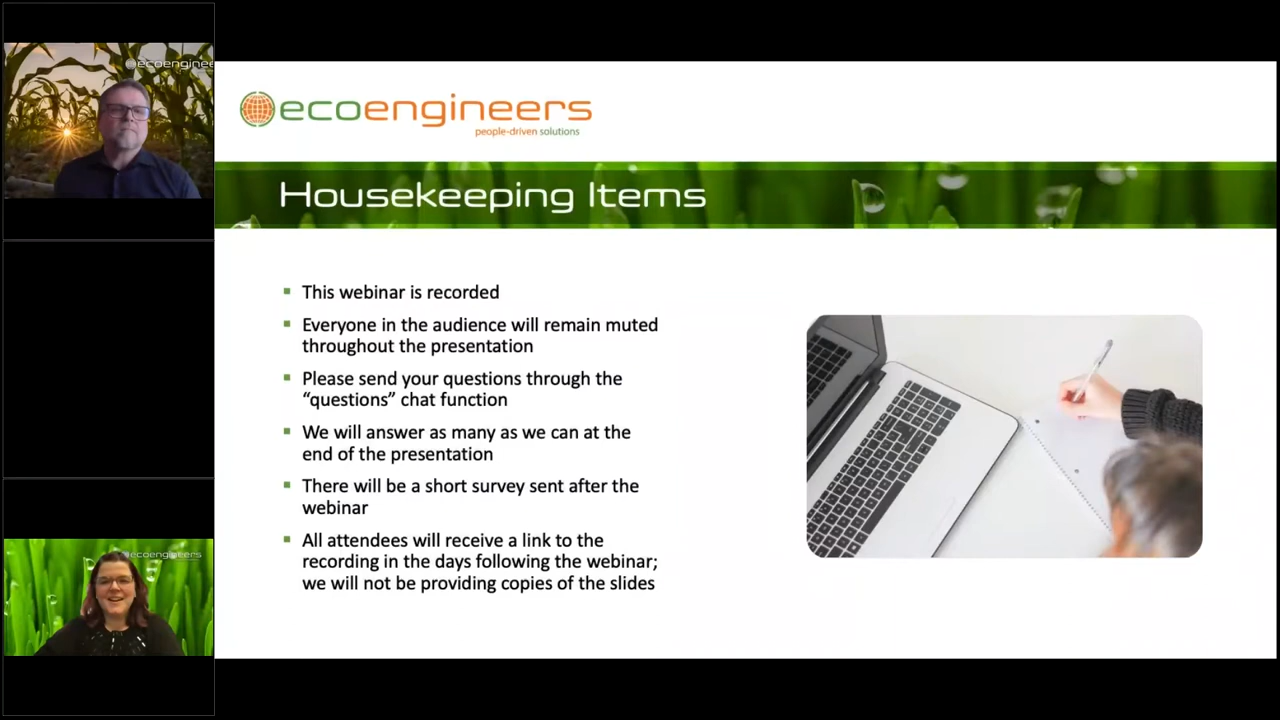 ecoenginee
ecoengineers
people-driven solutions
Housekeeping Items
This webinar is recorded
Everyone in the audience will remain muted
throughout the presentation
Please send your questions through the
“questions” chat function
We will answer as many as we can at the
end of the presentation
There will be a short survey sent after the
webinar
All attendees will receive a link to the
recording in the days following the webinar;
we will not be providing copies of the slides
ecoengineers